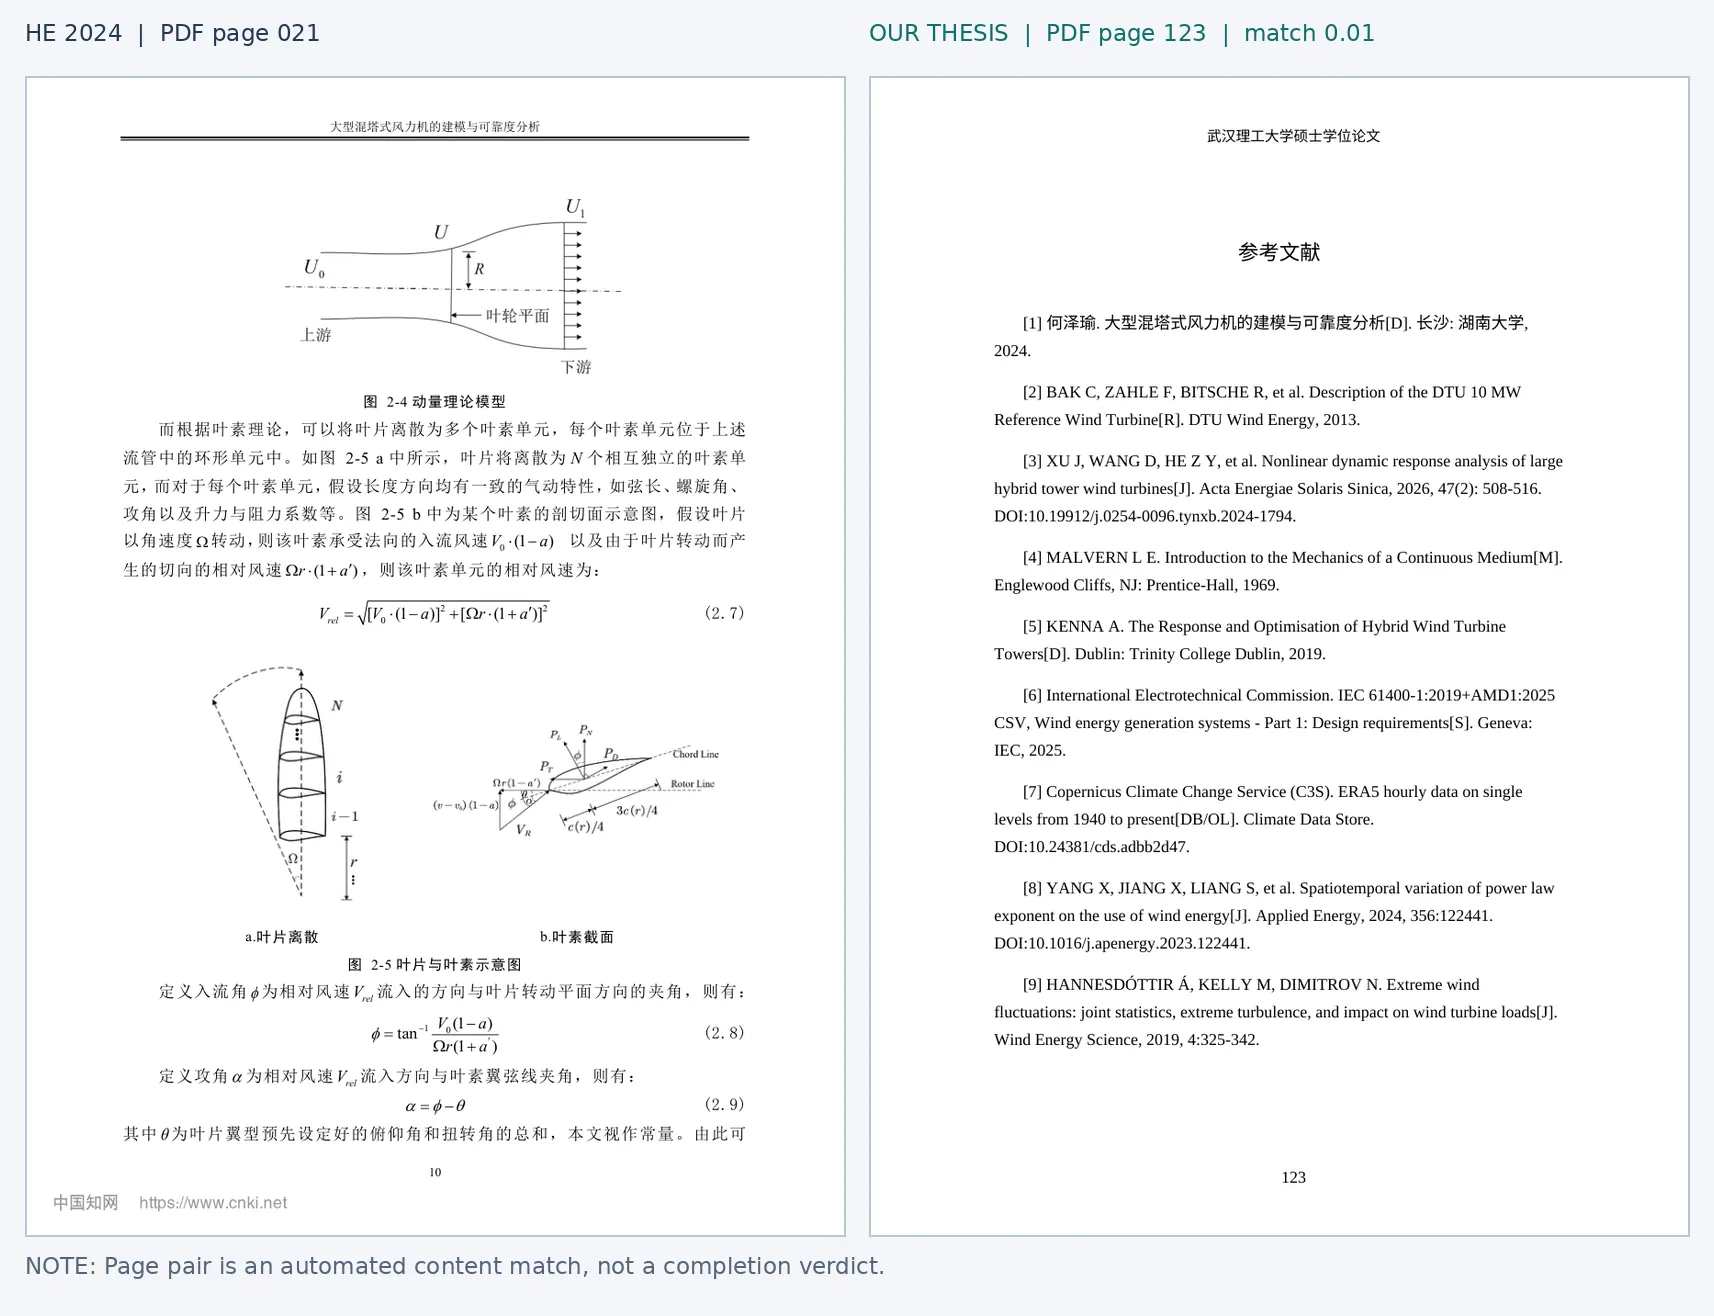 HE 2024 | PDF page 021
OUR THESIS | PDF page 123 | match 0.01
大型混塔式风力机的建模与可靠度分析
U₁
U
U₀
R
叶轮平面
上游
下游
图 2-4 动量理论模型
而根据叶素理论，可以将叶片离散为多个叶素单元，每个叶素单元位于上述
流管中的环形单元中。如图 2-5 a 中所示，叶片将离散为 N 个相互独立的叶素单
元，而对于每个叶素单元，假设长度方向均有一致的气动特性，如弦长、螺旋角、
攻角以及升力与阻力系数等。图 2-5 b 中为某个叶素的剖切面示意图，假设叶片
以角速度 Ω 转动，则该叶素承受法向的入流风速 V₀·(1−a) 以及由于叶片转动而产
生的切向的相对风速 Ωr·(1+a′)，则该叶素单元的相对风速为：
V_rel = √([V₀·(1−a)]² + [Ωr·(1+a′)]²) (2.7)
N
i
i−1
Ω
r
P_L
P_N
P_D
P_T
ϕ
Chord Line
Rotor Line
Ωr(1−a′)
(v−v₀)(1−a)
ϕ
θ
α
V_R
c(r)/4
3c(r)/4
a.叶片离散
b.叶素截面
图 2-5 叶片与叶素示意图
定义入流角 ϕ 为相对风速 V_rel 流入的方向与叶片转动平面方向的夹角，则有：
ϕ = tan⁻¹ V₀(1−a) / Ωr(1+a′) (2.8)
定义攻角 α 为相对风速 V_rel 流入方向与叶素翼弦线夹角，则有：
α = ϕ − θ (2.9)
其中 θ 为叶片翼型预先设定好的俯仰角和扭转角的总和，本文视作常量。由此可
10
中国知网 https://www.cnki.net
武汉理工大学硕士学位论文
参考文献
[1] 何泽瑜. 大型混塔式风力机的建模与可靠度分析[D]. 长沙: 湖南大学,
2024.
[2] BAK C, ZAHLE F, BITSCHE R, et al. Description of the DTU 10 MW
Reference Wind Turbine[R]. DTU Wind Energy, 2013.
[3] XU J, WANG D, HE Z Y, et al. Nonlinear dynamic response analysis of large
hybrid tower wind turbines[J]. Acta Energiae Solaris Sinica, 2026, 47(2): 508-516.
DOI:10.19912/j.0254-0096.tynxb.2024-1794.
[4] MALVERN L E. Introduction to the Mechanics of a Continuous Medium[M].
Englewood Cliffs, NJ: Prentice-Hall, 1969.
[5] KENNA A. The Response and Optimisation of Hybrid Wind Turbine
Towers[D]. Dublin: Trinity College Dublin, 2019.
[6] International Electrotechnical Commission. IEC 61400-1:2019+AMD1:2025
CSV, Wind energy generation systems - Part 1: Design requirements[S]. Geneva:
IEC, 2025.
[7] Copernicus Climate Change Service (C3S). ERA5 hourly data on single
levels from 1940 to present[DB/OL]. Climate Data Store.
DOI:10.24381/cds.adbb2d47.
[8] YANG X, JIANG X, LIANG S, et al. Spatiotemporal variation of power law
exponent on the use of wind energy[J]. Applied Energy, 2024, 356:122441.
DOI:10.1016/j.apenergy.2023.122441.
[9] HANNESDÓTTIR Á, KELLY M, DIMITROV N. Extreme wind
fluctuations: joint statistics, extreme turbulence, and impact on wind turbine loads[J].
Wind Energy Science, 2019, 4:325-342.
123
NOTE: Page pair is an automated content match, not a completion verdict.